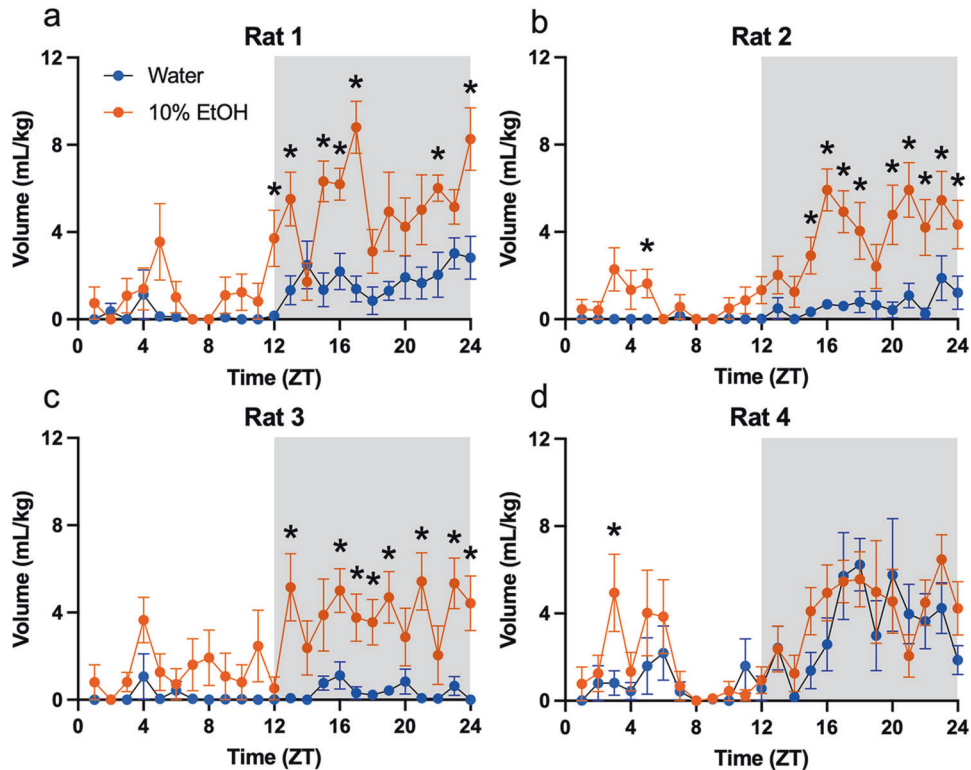 a
Rat 1
Volume (mL/kg)
12
8
4
0
Water
10% EtOH
* * * * * * *
0 4 8 12 16 20 24
Time (ZT)
b
Rat 2
Volume (mL/kg)
12
8
4
0
* * * * * * * * * *
0 4 8 12 16 20 24
Time (ZT)
c
Rat 3
Volume (mL/kg)
12
8
4
0
* * * * * * * *
0 4 8 12 16 20 24
Time (ZT)
d
Rat 4
Volume (mL/kg)
12
8
4
0
*
0 4 8 12 16 20 24
Time (ZT)